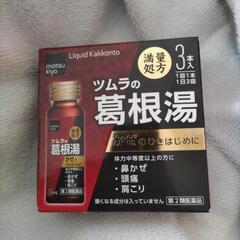 Liquid Kakkonto
matsu
kiyo
満量
処方
3本入
1回1本
1日3回
ツムラの
葛根湯
かぜのひきはじめに
体力中等度以上の方に
・鼻かぜ
・頭痛
・肩こり
眠くなる成分は入っていません
第2類医薬品
ツムラの
葛根湯